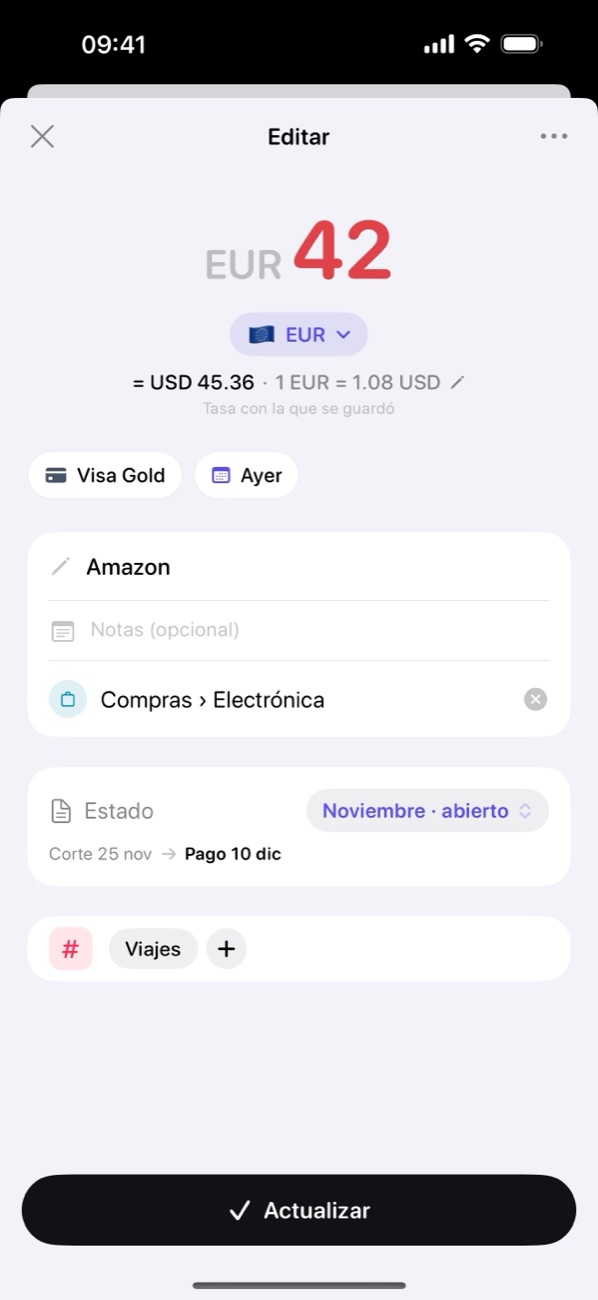 09:41
Editar
EUR 42
EUR
= USD 45.36 · 1 EUR = 1.08 USD
Tasa con la que se guardó
Visa Gold
Ayer
Amazon
Notas (opcional)
Compras › Electrónica
Estado
Noviembre · abierto
Corte 25 nov → Pago 10 dic
# Viajes +
Actualizar